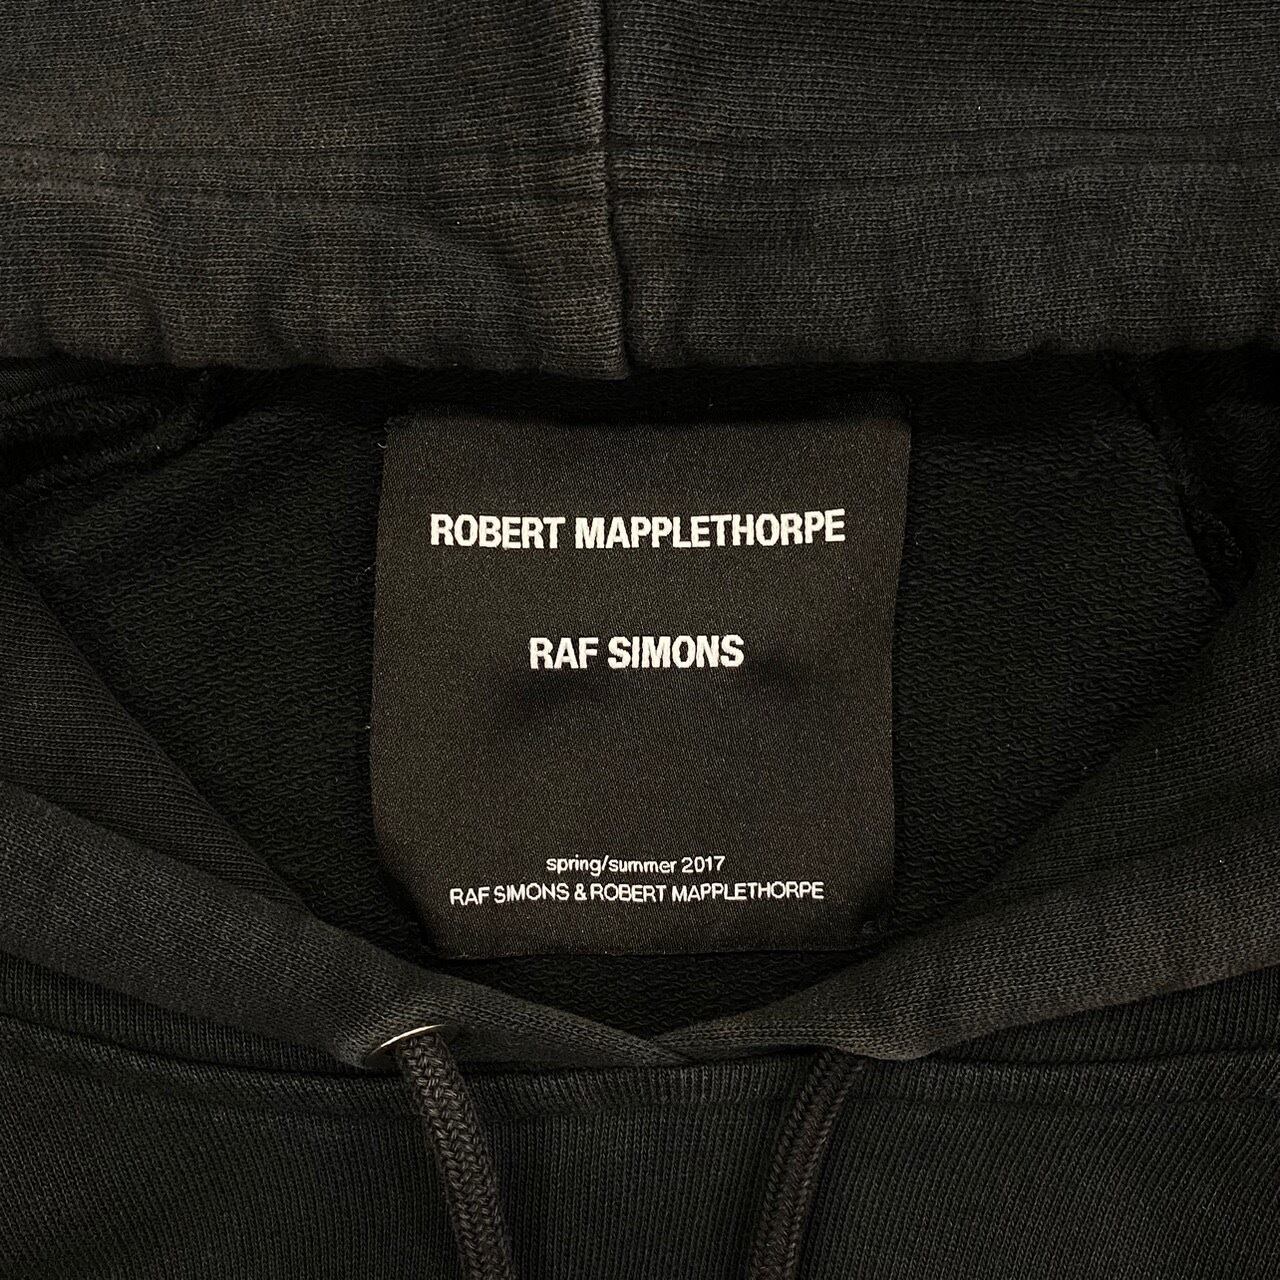 ROBERT MAPPLETHORPE
RAF SIMONS
spring/summer 2017
RAF SIMONS & ROBERT MAPPLETHORPE